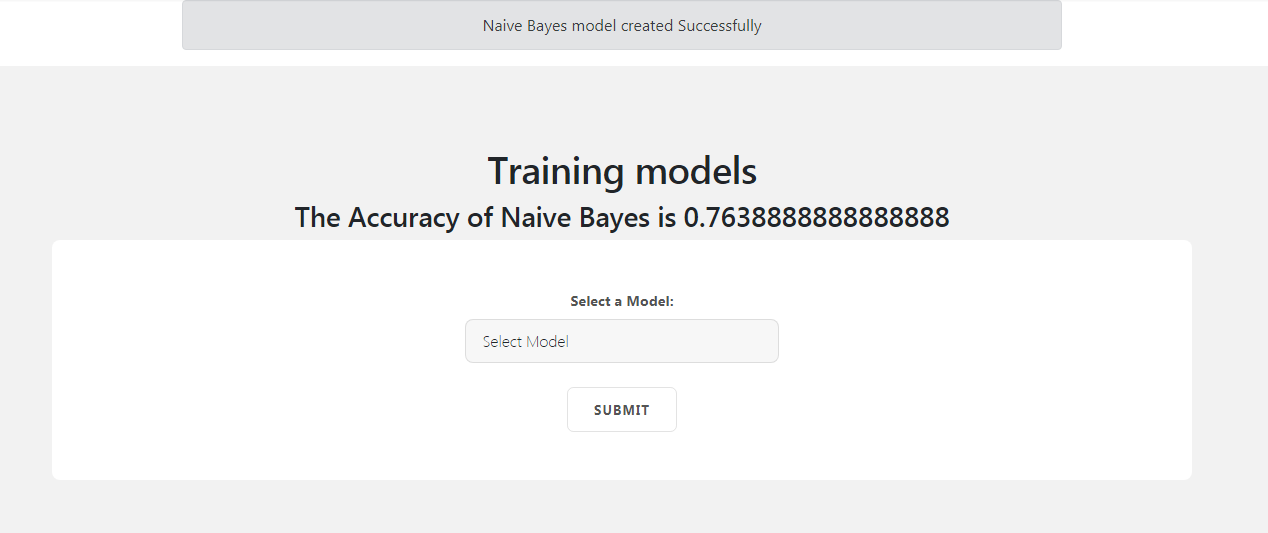 Naive Bayes model created Successfully
Training models
The Accuracy of Naive Bayes is 0.7638888888888888
Select a Model:
Select Model
SUBMIT